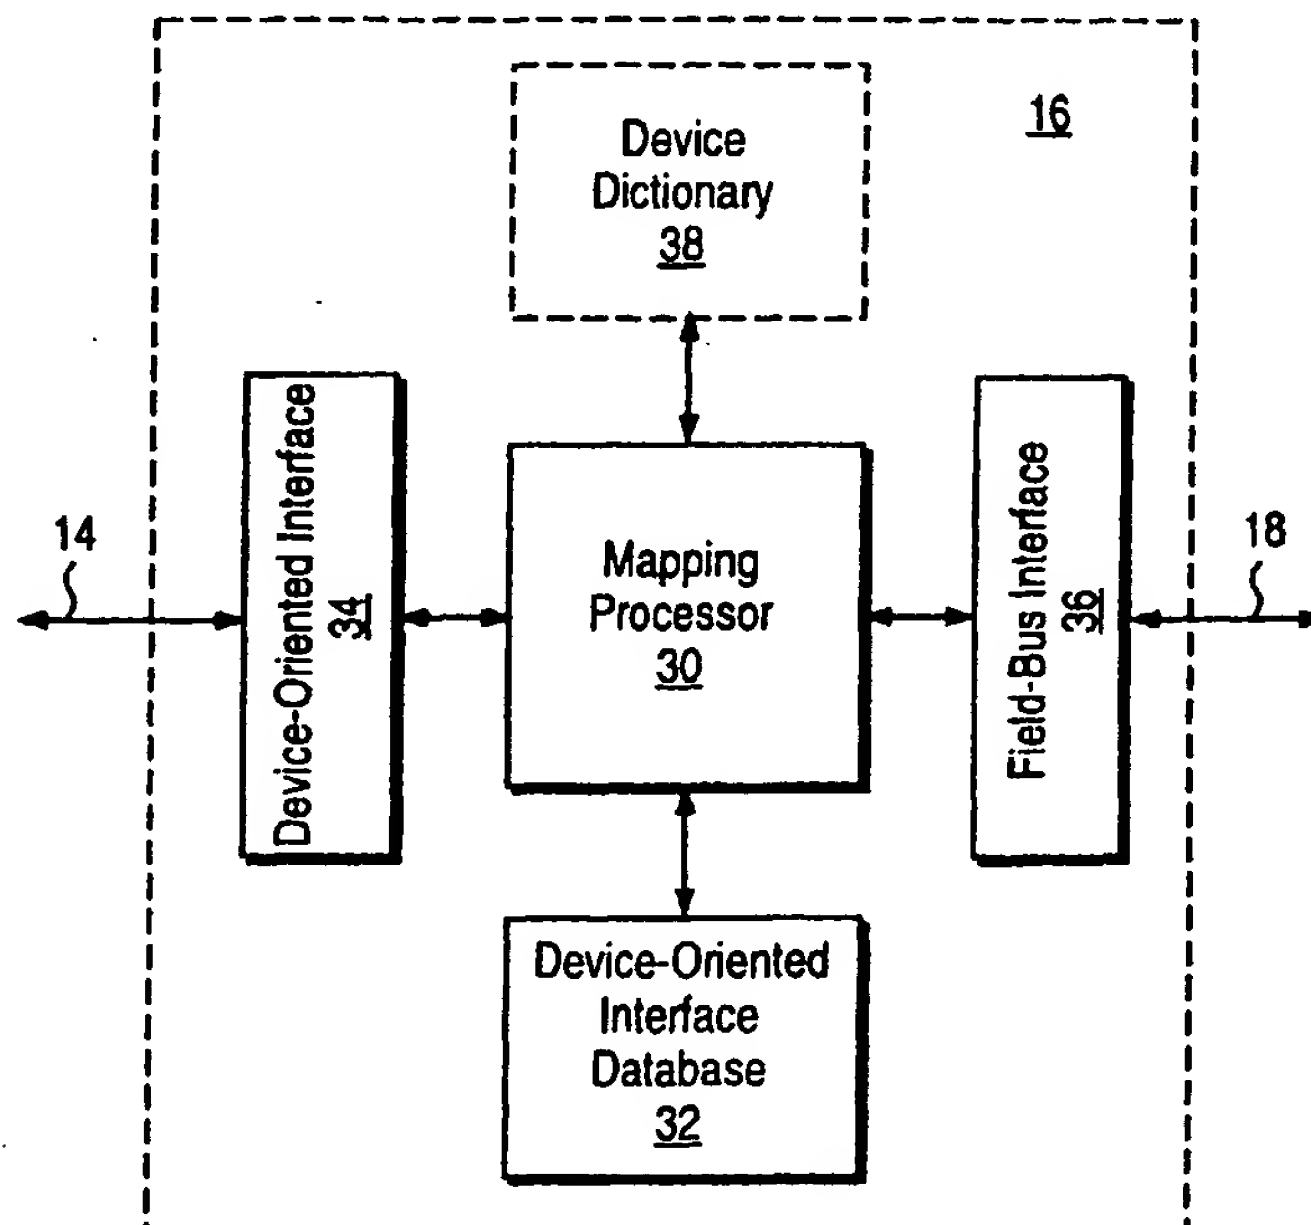 16
Device
Dictionary
38
14
Device-Oriented Interface
34
Mapping
Processor
30
Field-Bus Interface
36
18
Device-Oriented
Interface
Database
32